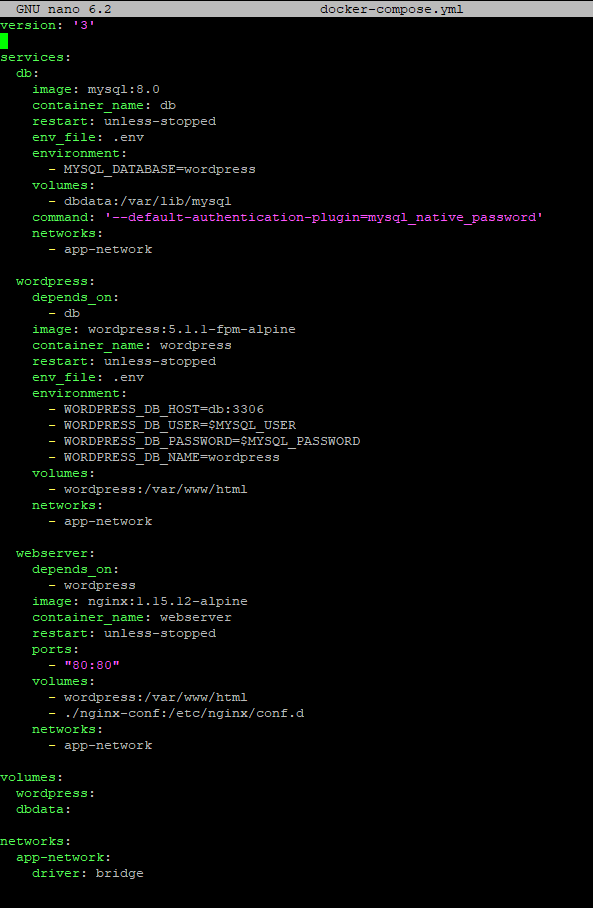 GNU nano 6.2 docker-compose.yml
version: '3'
services:
  db:
    image: mysql:8.0
    container_name: db
    restart: unless-stopped
    env_file: .env
    environment:
      - MYSQL_DATABASE=wordpress
    volumes:
      - dbdata:/var/lib/mysql
    command: '--default-authentication-plugin=mysql_native_password'
    networks:
      - app-network
  wordpress:
    depends_on:
      - db
    image: wordpress:5.1.1-fpm-alpine
    container_name: wordpress
    restart: unless-stopped
    env_file: .env
    environment:
      - WORDPRESS_DB_HOST=db:3306
      - WORDPRESS_DB_USER=$MYSQL_USER
      - WORDPRESS_DB_PASSWORD=$MYSQL_PASSWORD
      - WORDPRESS_DB_NAME=wordpress
    volumes:
      - wordpress:/var/www/html
    networks:
      - app-network
  webserver:
    depends_on:
      - wordpress
    image: nginx:1.15.12-alpine
    container_name: webserver
    restart: unless-stopped
    ports:
      - "80:80"
    volumes:
      - wordpress:/var/www/html
      - ./nginx-conf:/etc/nginx/conf.d
    networks:
      - app-network
volumes:
  wordpress:
  dbdata:
networks:
  app-network:
    driver: bridge